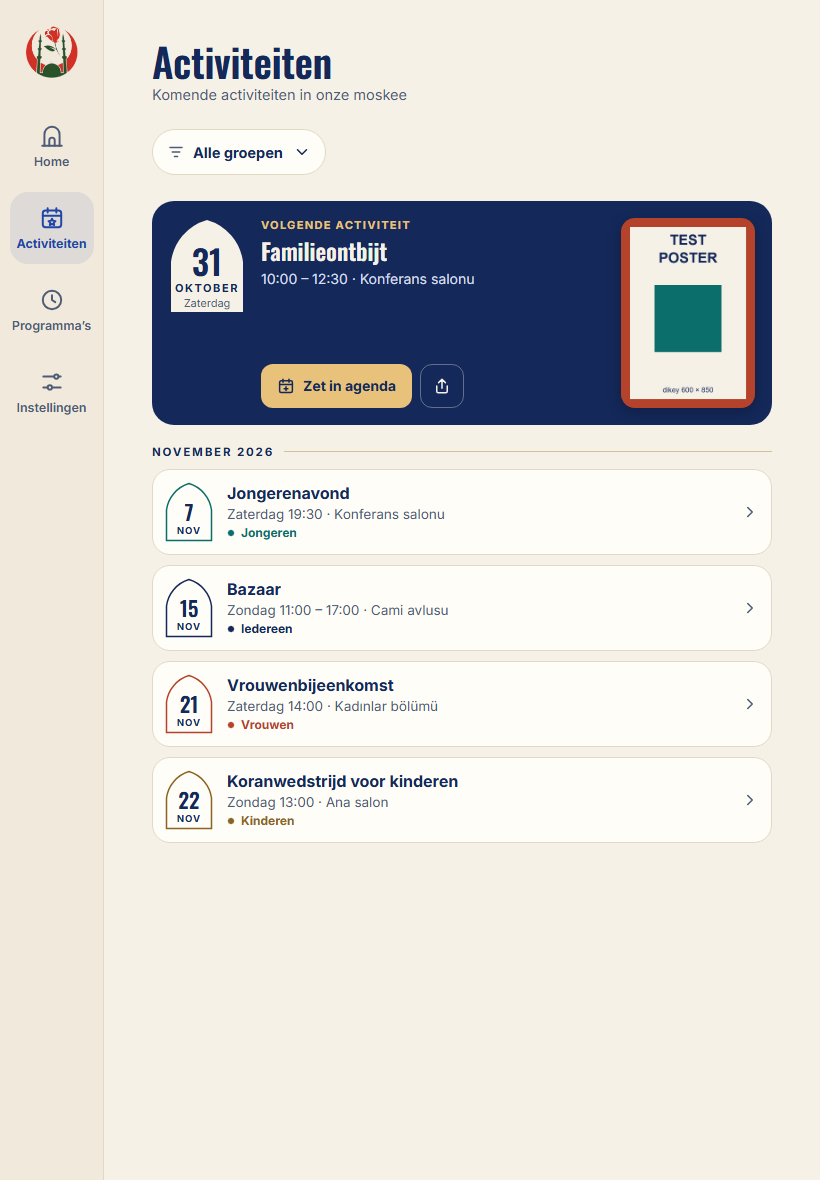 Activiteiten
Komende activiteiten in onze moskee
Home
Activiteiten
Programma's
Instellingen
Alle groepen
31
OKTOBER
Zaterdag
VOLGENDE ACTIVITEIT
Familieontbijt
10:00 – 12:30 · Konferans salonu
Zet in agenda
TEST
POSTER
dikey 600 × 850
NOVEMBER 2026
7
NOV
Jongerenavond
Zaterdag 19:30 · Konferans salonu
Jongeren
15
NOV
Bazaar
Zondag 11:00 – 17:00 · Cami avlusu
Iedereen
21
NOV
Vrouwenbijeenkomst
Zaterdag 14:00 · Kadınlar bölümü
Vrouwen
22
NOV
Koranwedstrijd voor kinderen
Zondag 13:00 · Ana salon
Kinderen